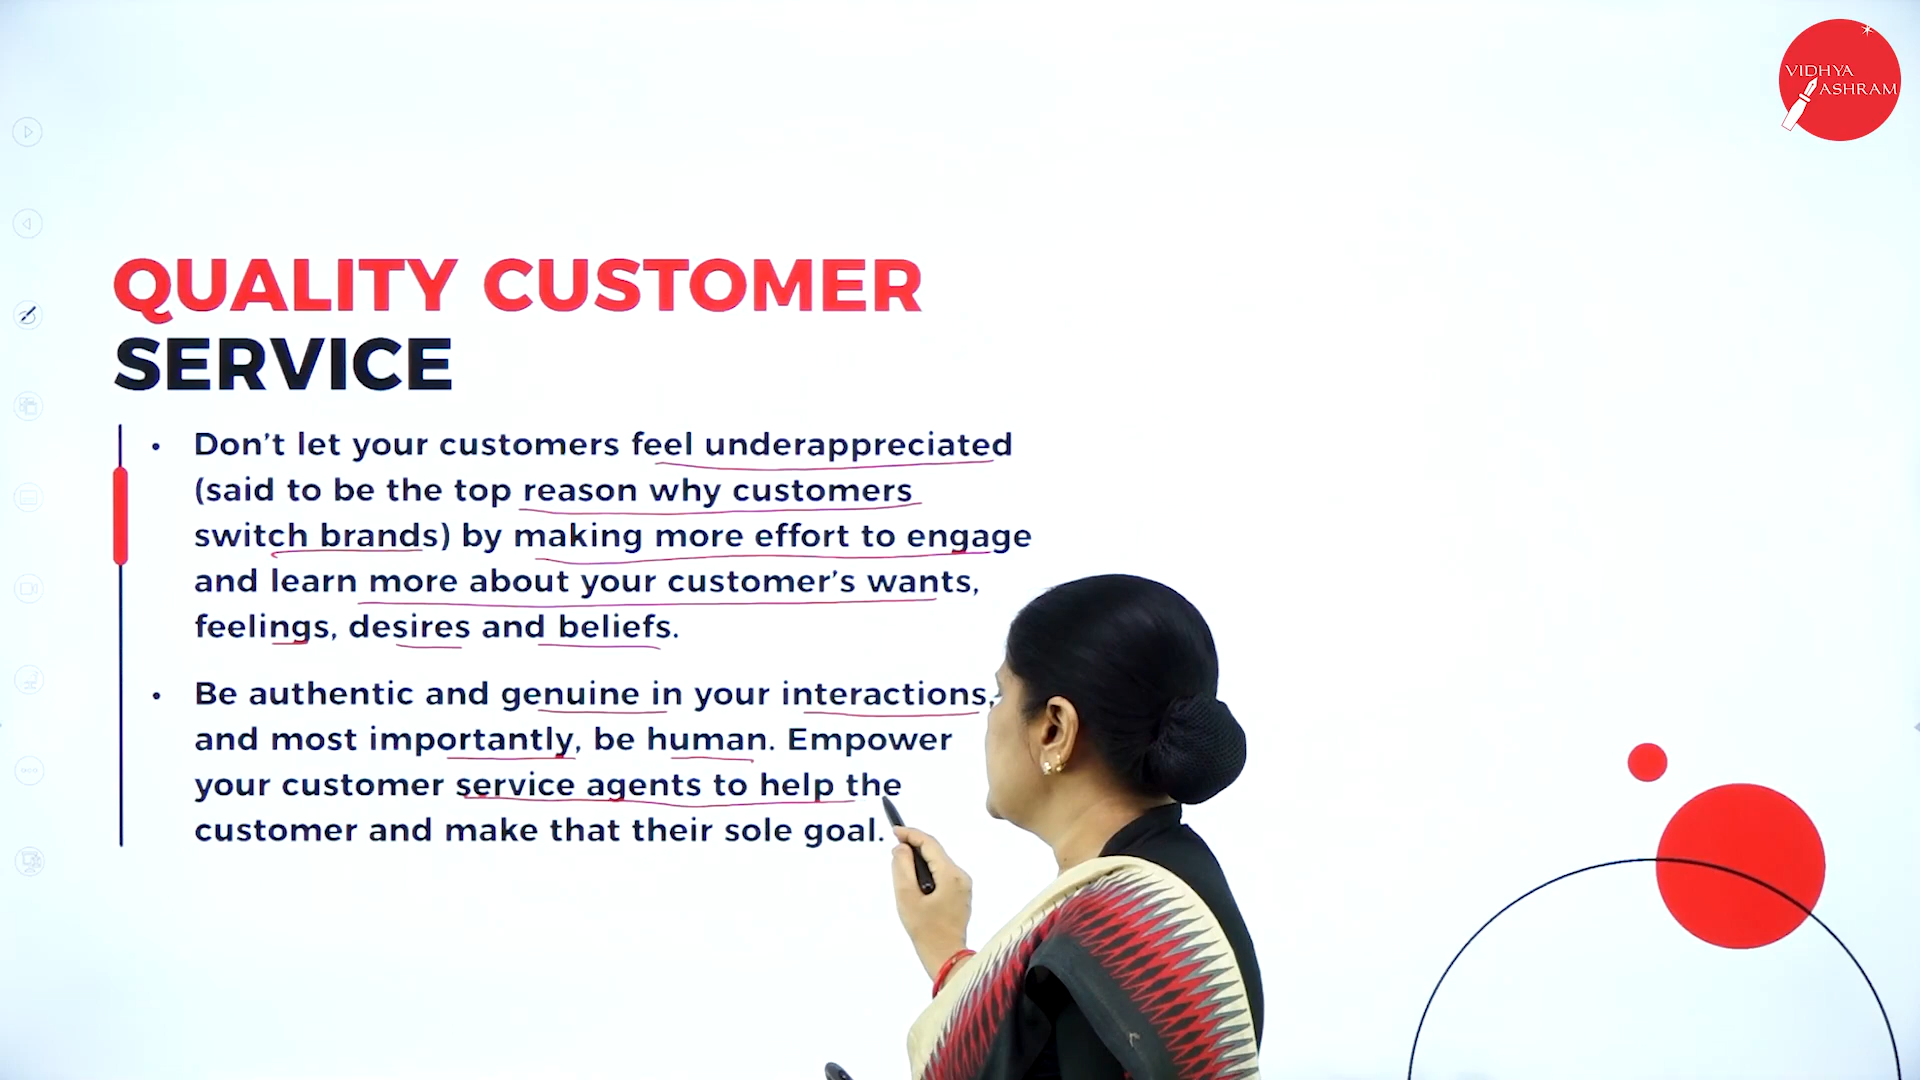 VIDHYA
ASHRAM
QUALITY CUSTOMER
SERVICE
• Don't let your customers feel underappreciated
(said to be the top reason why customers
switch brands) by making more effort to engage
and learn more about your customer's wants,
feelings, desires and beliefs.
• Be authentic and genuine in your interactions,
and most importantly, be human. Empower
your customer service agents to help the
customer and make that their sole goal.